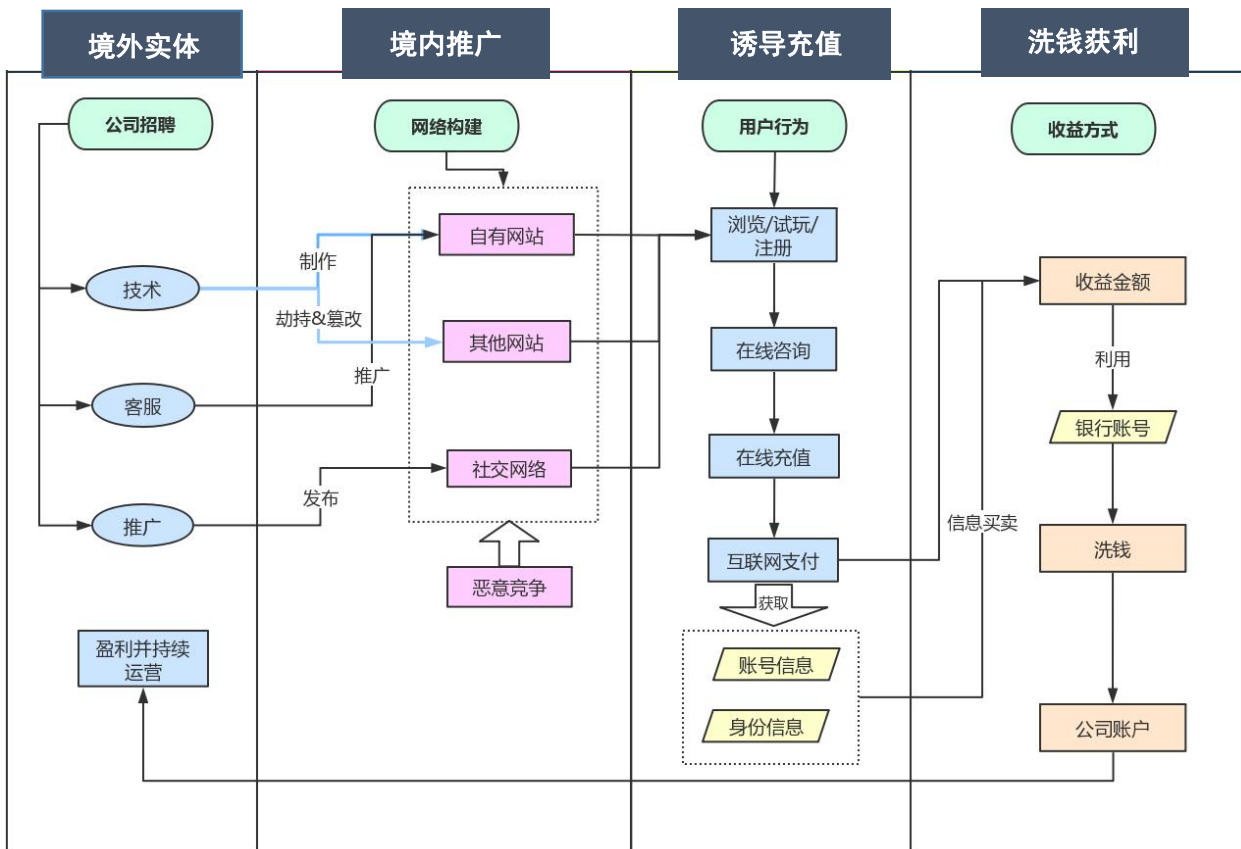 境外实体
境内推广
诱导充值
洗钱获利
公司招聘
网络构建
用户行为
收益方式
自有网站
浏览/试玩/
注册
制作
技术
收益金额
劫持&篡改
其他网站
在线咨询
利用
推广
客服
银行账号
社交网络
在线充值
发布
推广
信息买卖
洗钱
互联网支付
恶意竞争
获取
盈利并持续
运营
账号信息
身份信息
公司账户